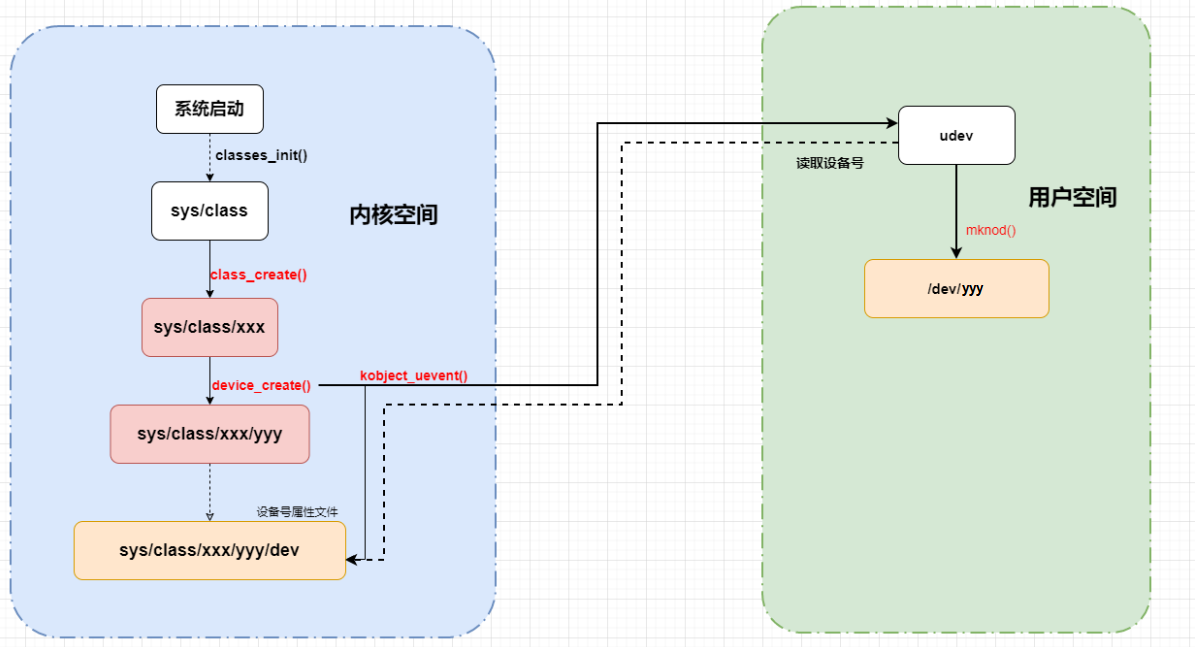 系统启动
classes_init()
sys/class
内核空间
class_create()
sys/class/xxx
device_create()
kobject_uevent()
sys/class/xxx/yyy
设备号属性文件
sys/class/xxx/yyy/dev
udev
读取设备号
用户空间
mknod()
/dev/yyy